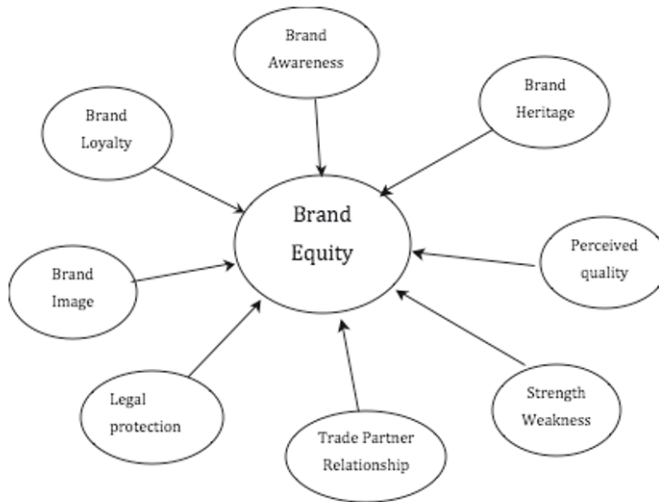 Brand
Awareness
Brand
Heritage
Brand
Loyalty
Brand
Equity
Perceived
quality
Brand
Image
Strength
Weakness
Legal
protection
Trade Partner
Relationship